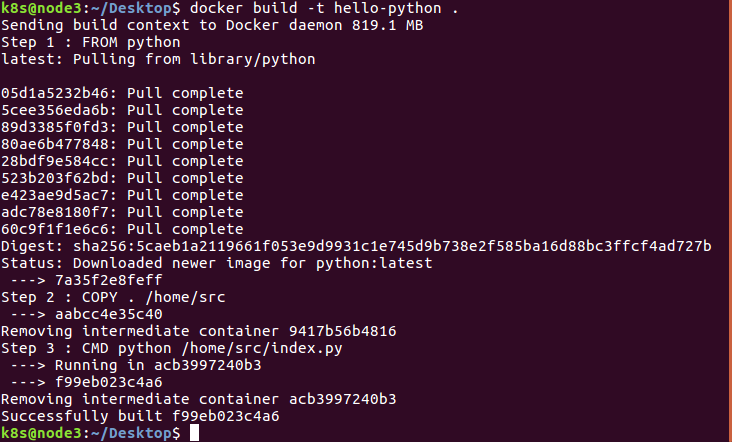 k8s@node3:~/Desktop$ docker build -t hello-python .
Sending build context to Docker daemon 819.1 MB
Step 1 : FROM python
latest: Pulling from library/python
05d1a5232b46: Pull complete
5cee356eda6b: Pull complete
89d3385f0fd3: Pull complete
80ae6b477848: Pull complete
28bdf9e584cc: Pull complete
523b203f62bd: Pull complete
e423ae9d5ac7: Pull complete
adc78e8180f7: Pull complete
60c9f1f1e6c6: Pull complete
Digest: sha256:5caeb1a2119661f053e9d9931c1e745d9b738e2f585ba16d88bc3ffcf4ad727b
Status: Downloaded newer image for python:latest
 ---> 7a35f2e8feff
Step 2 : COPY . /home/src
 ---> aabcc4e35c40
Removing intermediate container 9417b56b4816
Step 3 : CMD python /home/src/index.py
 ---> Running in acb3997240b3
 ---> f99eb023c4a6
Removing intermediate container acb3997240b3
Successfully built f99eb023c4a6
k8s@node3:~/Desktop$